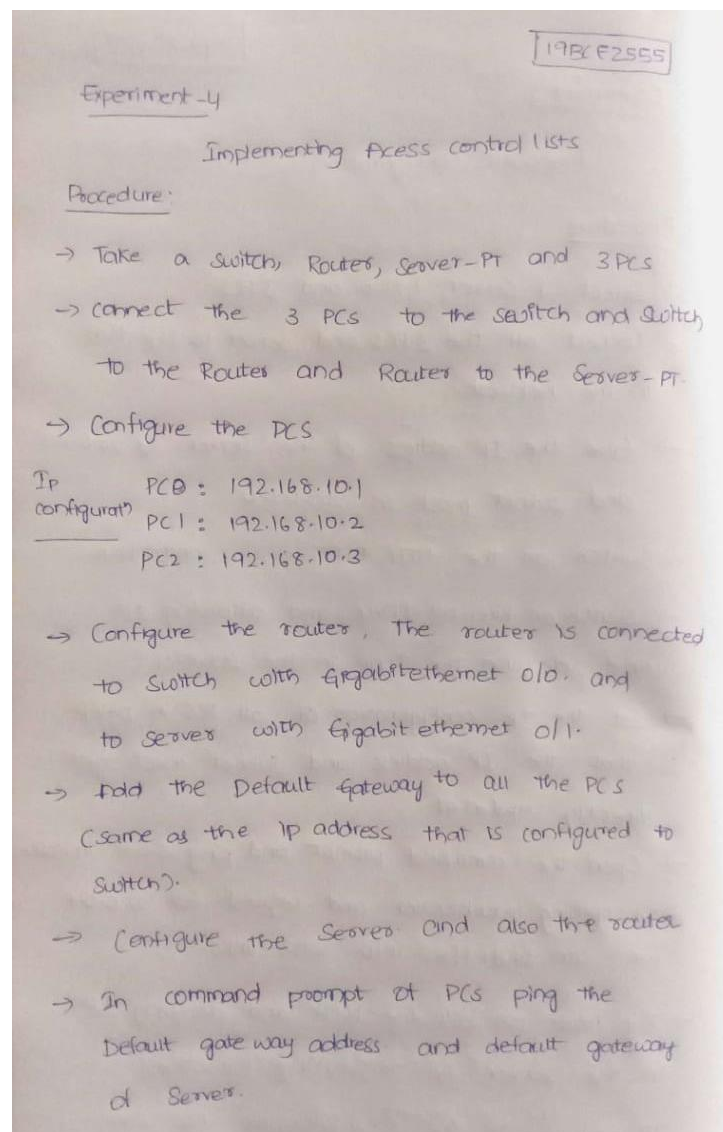 19BCE2555
Experiment-4
Implementing Acess control lists
Procedure:
→ Take a switch, Router, Server-PT and 3 PCS
→ connect the 3 PCs to the switch and switch
to the Router and Router to the Server-PT.
→ Configure the PCS
Ip PC0 : 192.168.10.1
configuratn PC1 : 192.168.10.2
PC2 : 192.168.10.3
→ Configure the router, The router is connected
to switch with Gigabitethernet 0/0. and
to server with Gigabit ethernet 0/1.
→ Add the Default Gateway to all the PCS
(same as the ip address that is configured to
switch).
→ Configure the Server and also the router
→ In command prompt of PCs ping the
Default gate way address and default gateway
of Server.